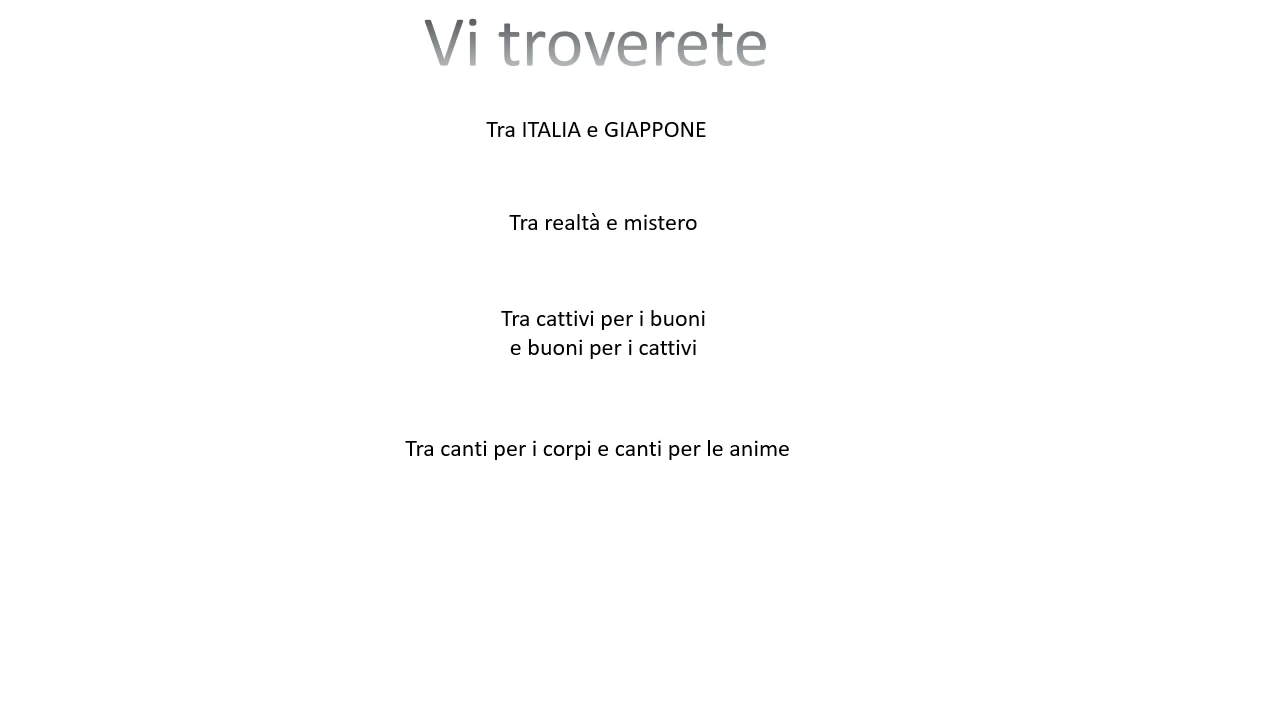 Vi troverete
Tra ITALIA e GIAPPONE
Tra realtà e mistero
Tra cattivi per i buoni
e buoni per i cattivi
Tra canti per i corpi e canti per le anime